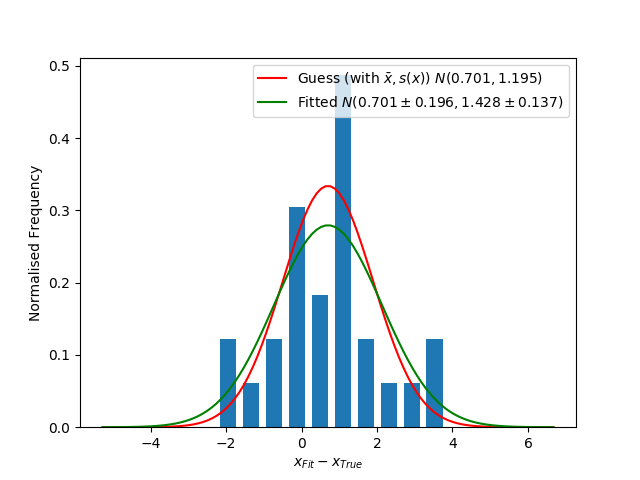 Guess (with x̄, s(x)) N(0.701, 1.195)
Fitted N(0.701 ± 0.196, 1.428 ± 0.137)
Normalised Frequency
0.5
0.4
0.3
0.2
0.1
0.0
−4 −2 0 2 4 6
x_Fit − x_True